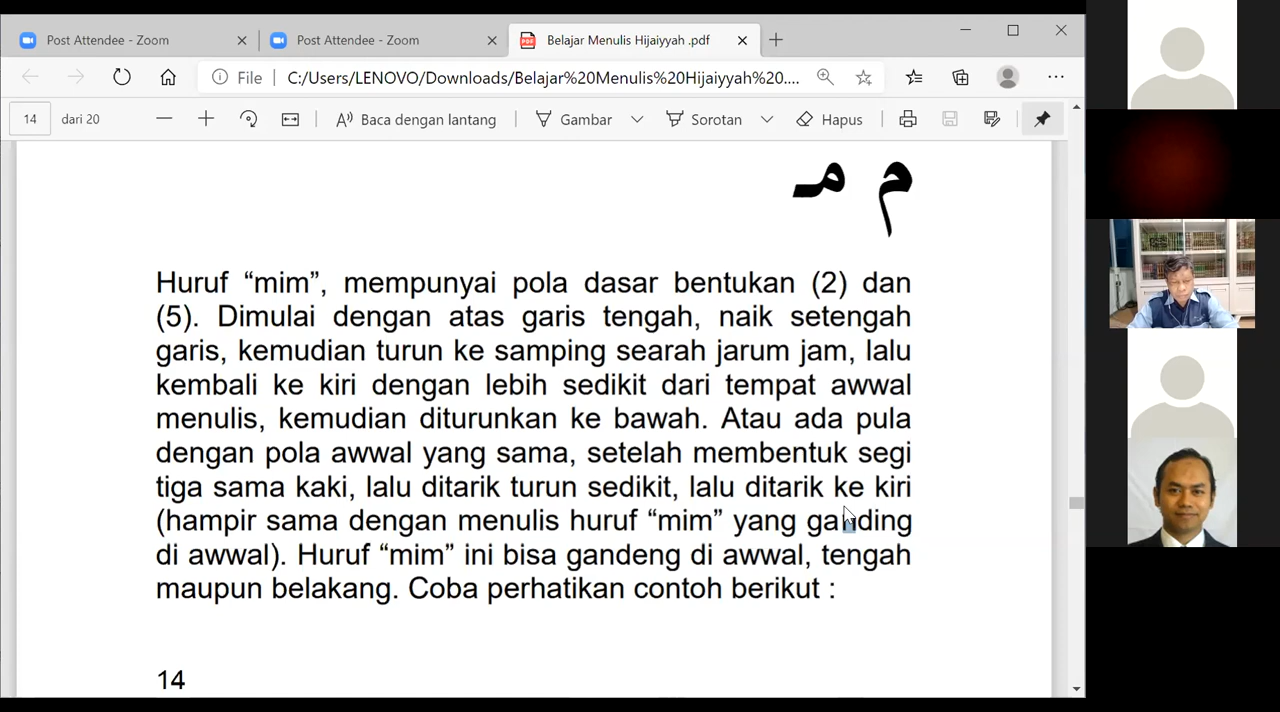 Post Attendee - Zoom
Post Attendee - Zoom
Belajar Menulis Hijaiyyah .pdf
File
C:/Users/LENOVO/Downloads/Belajar%20Menulis%20Hijaiyyah%20....
14 dari 20
Baca dengan lantang
Gambar
Sorotan
Hapus
م مـ
Huruf “mim”, mempunyai pola dasar bentukan (2) dan
(5). Dimulai dengan atas garis tengah, naik setengah
garis, kemudian turun ke samping searah jarum jam, lalu
kembali ke kiri dengan lebih sedikit dari tempat awwal
menulis, kemudian diturunkan ke bawah. Atau ada pula
dengan pola awwal yang sama, setelah membentuk segi
tiga sama kaki, lalu ditarik turun sedikit, lalu ditarik ke kiri
(hampir sama dengan menulis huruf “mim” yang ganding
di awwal). Huruf “mim” ini bisa gandeng di awwal, tengah
maupun belakang. Coba perhatikan contoh berikut :
14